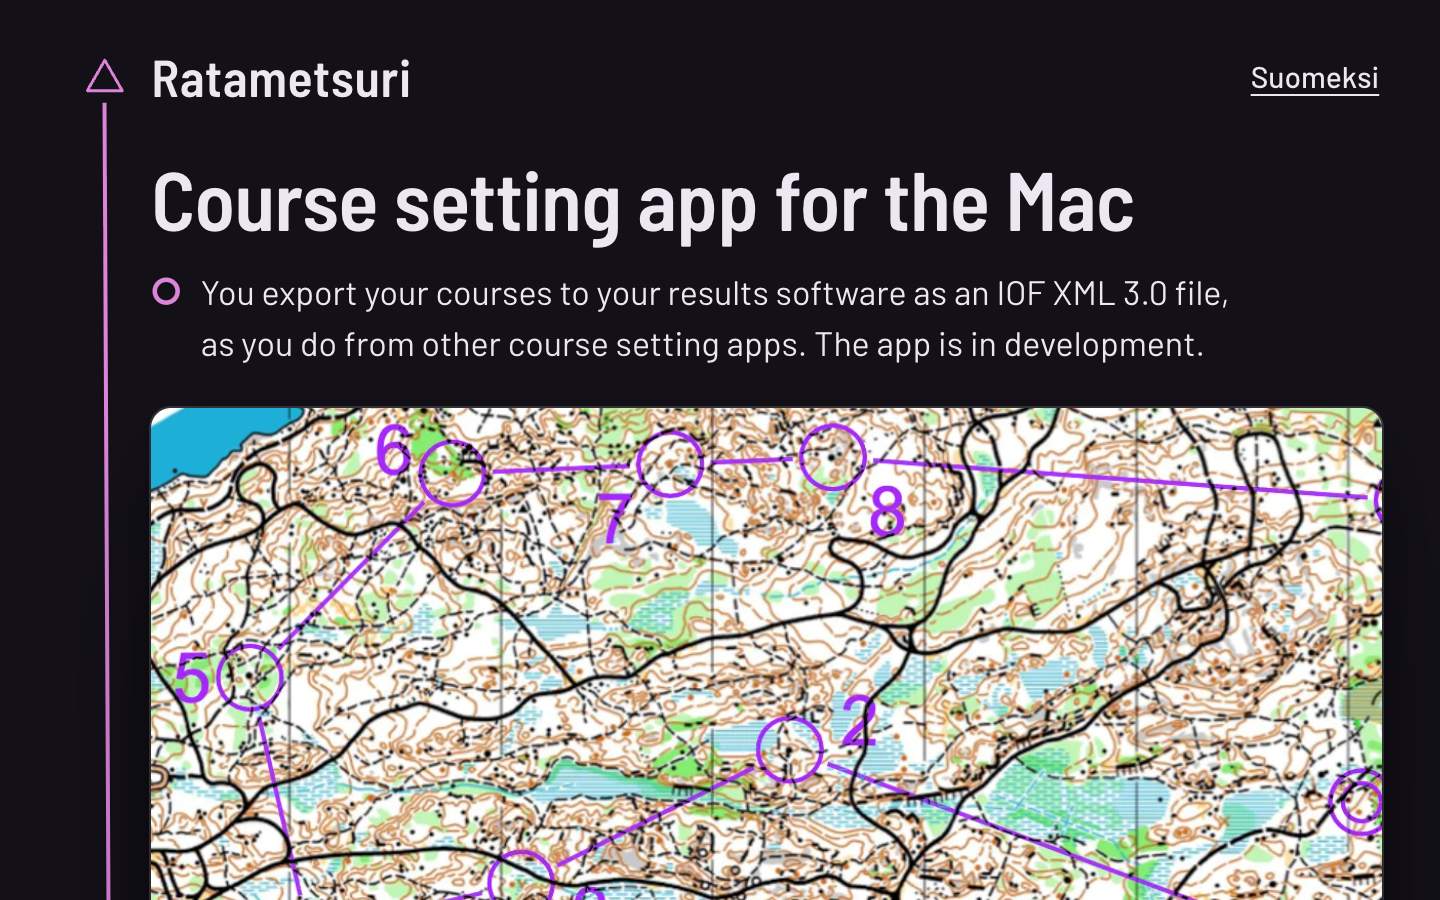 Ratametsuri
Suomeksi
Course setting app for the Mac
You export your courses to your results software as an IOF XML 3.0 file,
as you do from other course setting apps. The app is in development.
6
7
8
5
2